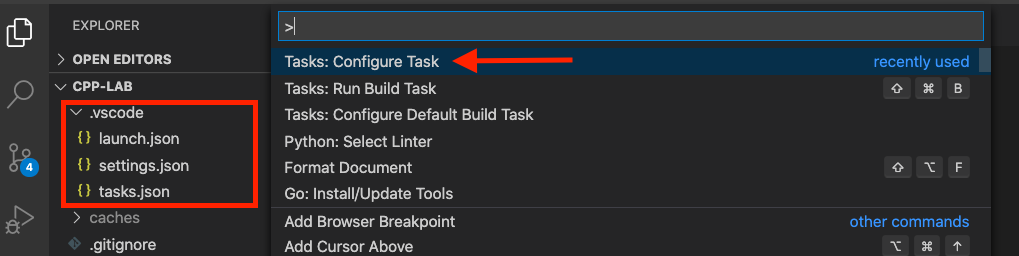 EXPLORER
OPEN EDITORS
CPP-LAB
.vscode
{} launch.json
{} settings.json
{} tasks.json
caches
.gitignore
4
>
Tasks: Configure Task recently used
Tasks: Run Build Task ⇧ ⌘ B
Tasks: Configure Default Build Task
Python: Select Linter
Format Document ⇧ ⌥ F
Go: Install/Update Tools
Add Browser Breakpoint other commands
Add Cursor Above ⌥ ⌘ ↑